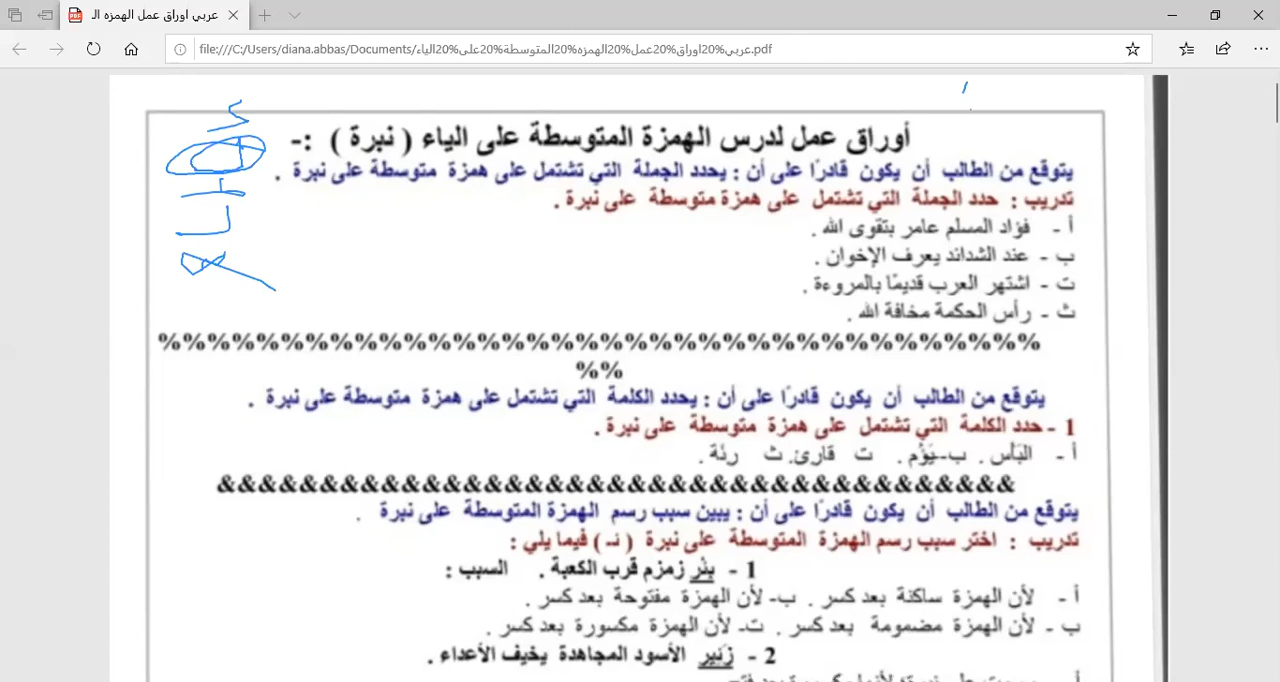 عربي اوراق عمل الهمزه الـ
file:///C:/Users/diana.abbas/Documents/عربي%20اوراق%20عمل%20الهمزه%20المتوسطة%20على%20الياء.pdf
أوراق عمل لدرس الهمزة المتوسطة على الياء ( نبرة ) :-
يتوقع من الطالب أن يكون قادرًا على أن : يحدد الجملة التي تشتمل على همزة متوسطة على نبرة .
تدريب : حدد الجملة التي تشتمل على همزة متوسطة على نبرة .
أ - فؤاد المسلم عامر بتقوى الله .
ب - عند الشدائد يعرف الإخوان .
ت - اشتهر العرب قديمًا بالمروءة .
ث - رأس الحكمة مخافة الله .
%%%%%%%%%%%%%%%%%%%%%%%%%%%%%%%%%%%%
%%
يتوقع من الطالب أن يكون قادرًا على أن : يحدد الكلمة التي تشتمل على همزة متوسطة على نبرة .
1 - حدد الكلمة التي تشتمل على همزة متوسطة على نبرة .
أ - البَأْس . ب- يَؤُم . ت قارئ. ث رئة .
&&&&&&&&&&&&&&&&&&&&&&&&&&&&&&&&&&&&&&&
يتوقع من الطالب أن يكون قادرًا على أن : يبين سبب رسم الهمزة المتوسطة على نبرة .
تدريب : اختر سبب رسم الهمزة المتوسطة على نبرة ( نـ ) فيما يلي :
1 - بئر زمزم قرب الكعبة . السبب :
أ - لأن الهمزة ساكنة بعد كسر . ب- لأن الهمزة مفتوحة بعد كسر .
ب - لأن الهمزة مضمومة بعد كسر . ت- لأن الهمزة مكسورة بعد كسر .
2 - زئير الأسود المجاهدة يخيف الأعداء .